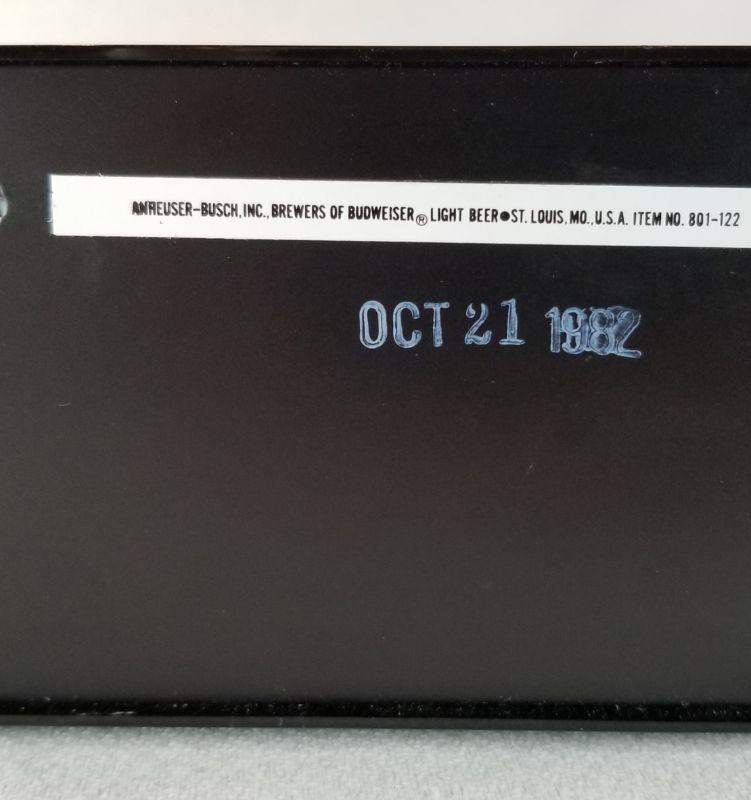 ANHEUSER-BUSCH, INC., BREWERS OF BUDWEISER® LIGHT BEER●ST. LOUIS, MO., U.S.A. ITEM NO. 801-122
OCT 21 1982